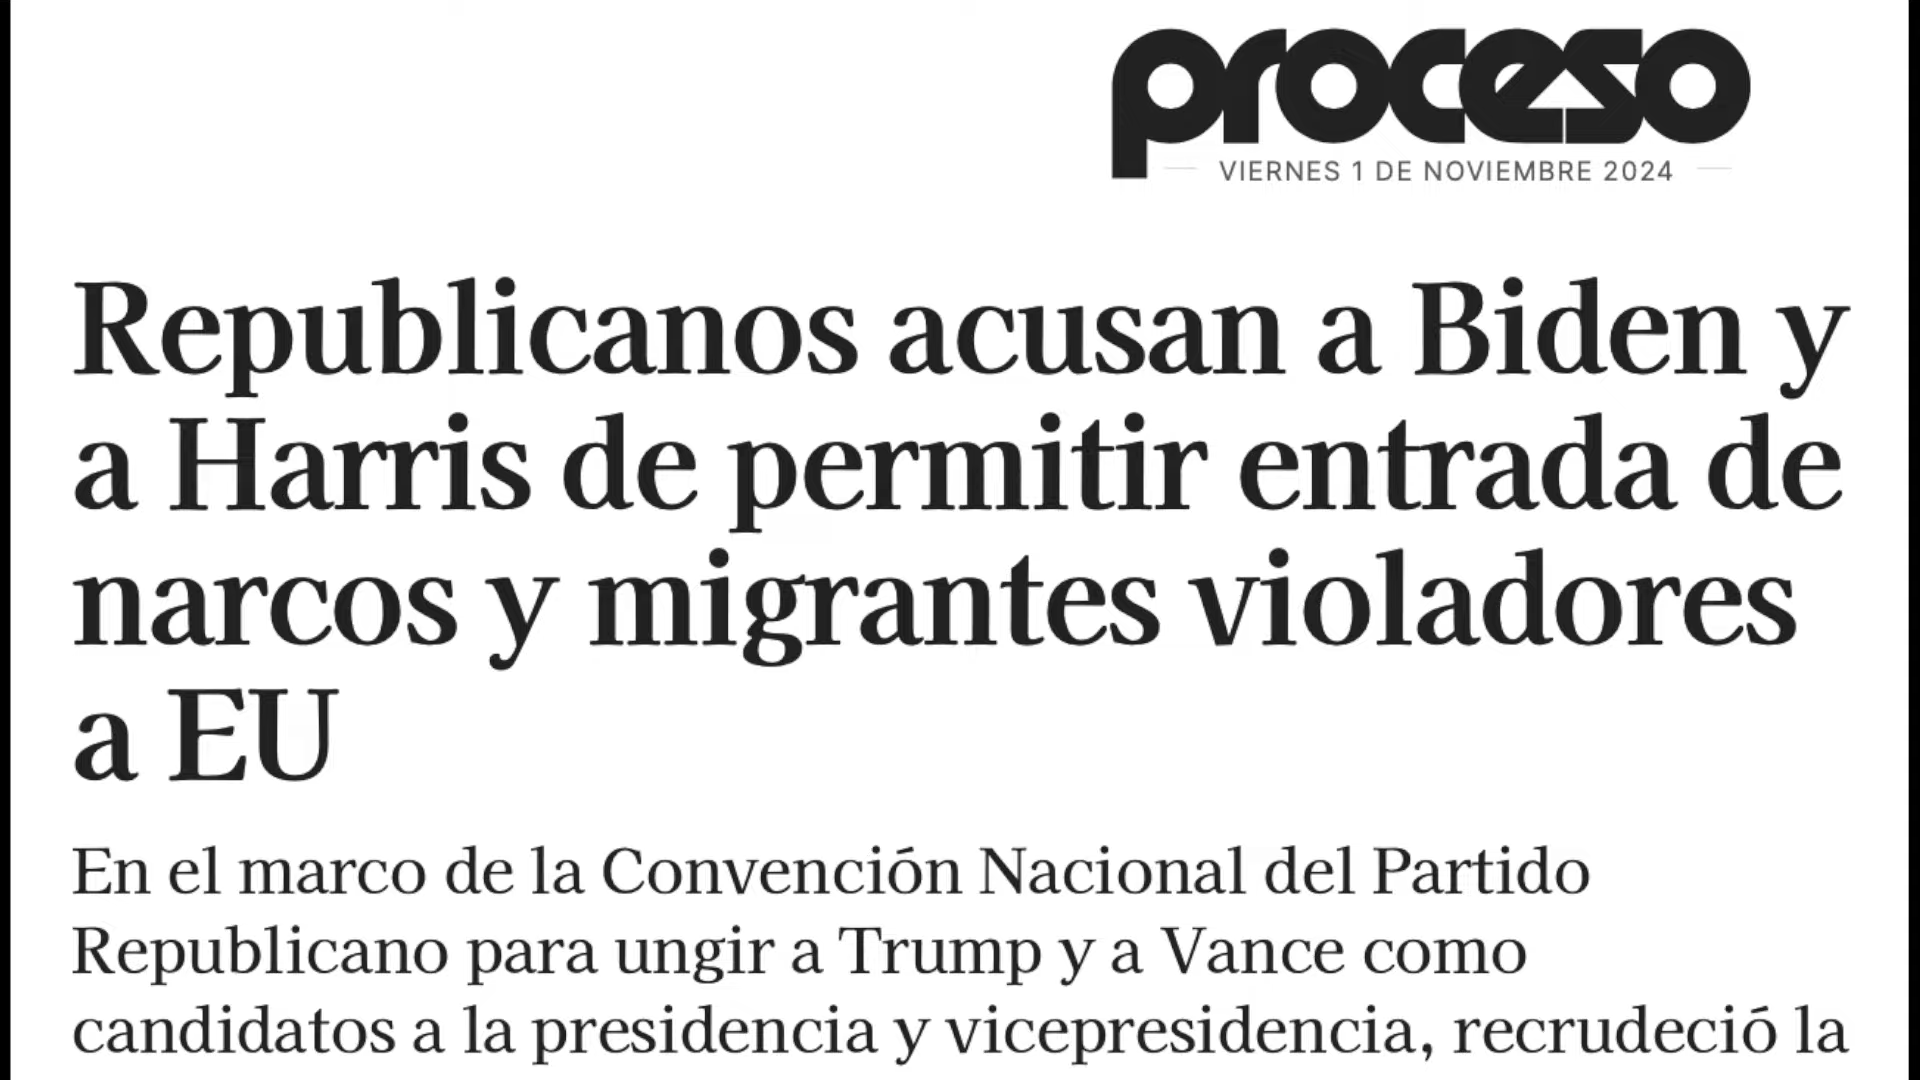 proceso
VIERNES 1 DE NOVIEMBRE 2024
Republicanos acusan a Biden y
a Harris de permitir entrada de
narcos y migrantes violadores
a EU
En el marco de la Convención Nacional del Partido
Republicano para ungir a Trump y a Vance como
candidatos a la presidencia y vicepresidencia, recrudeció la